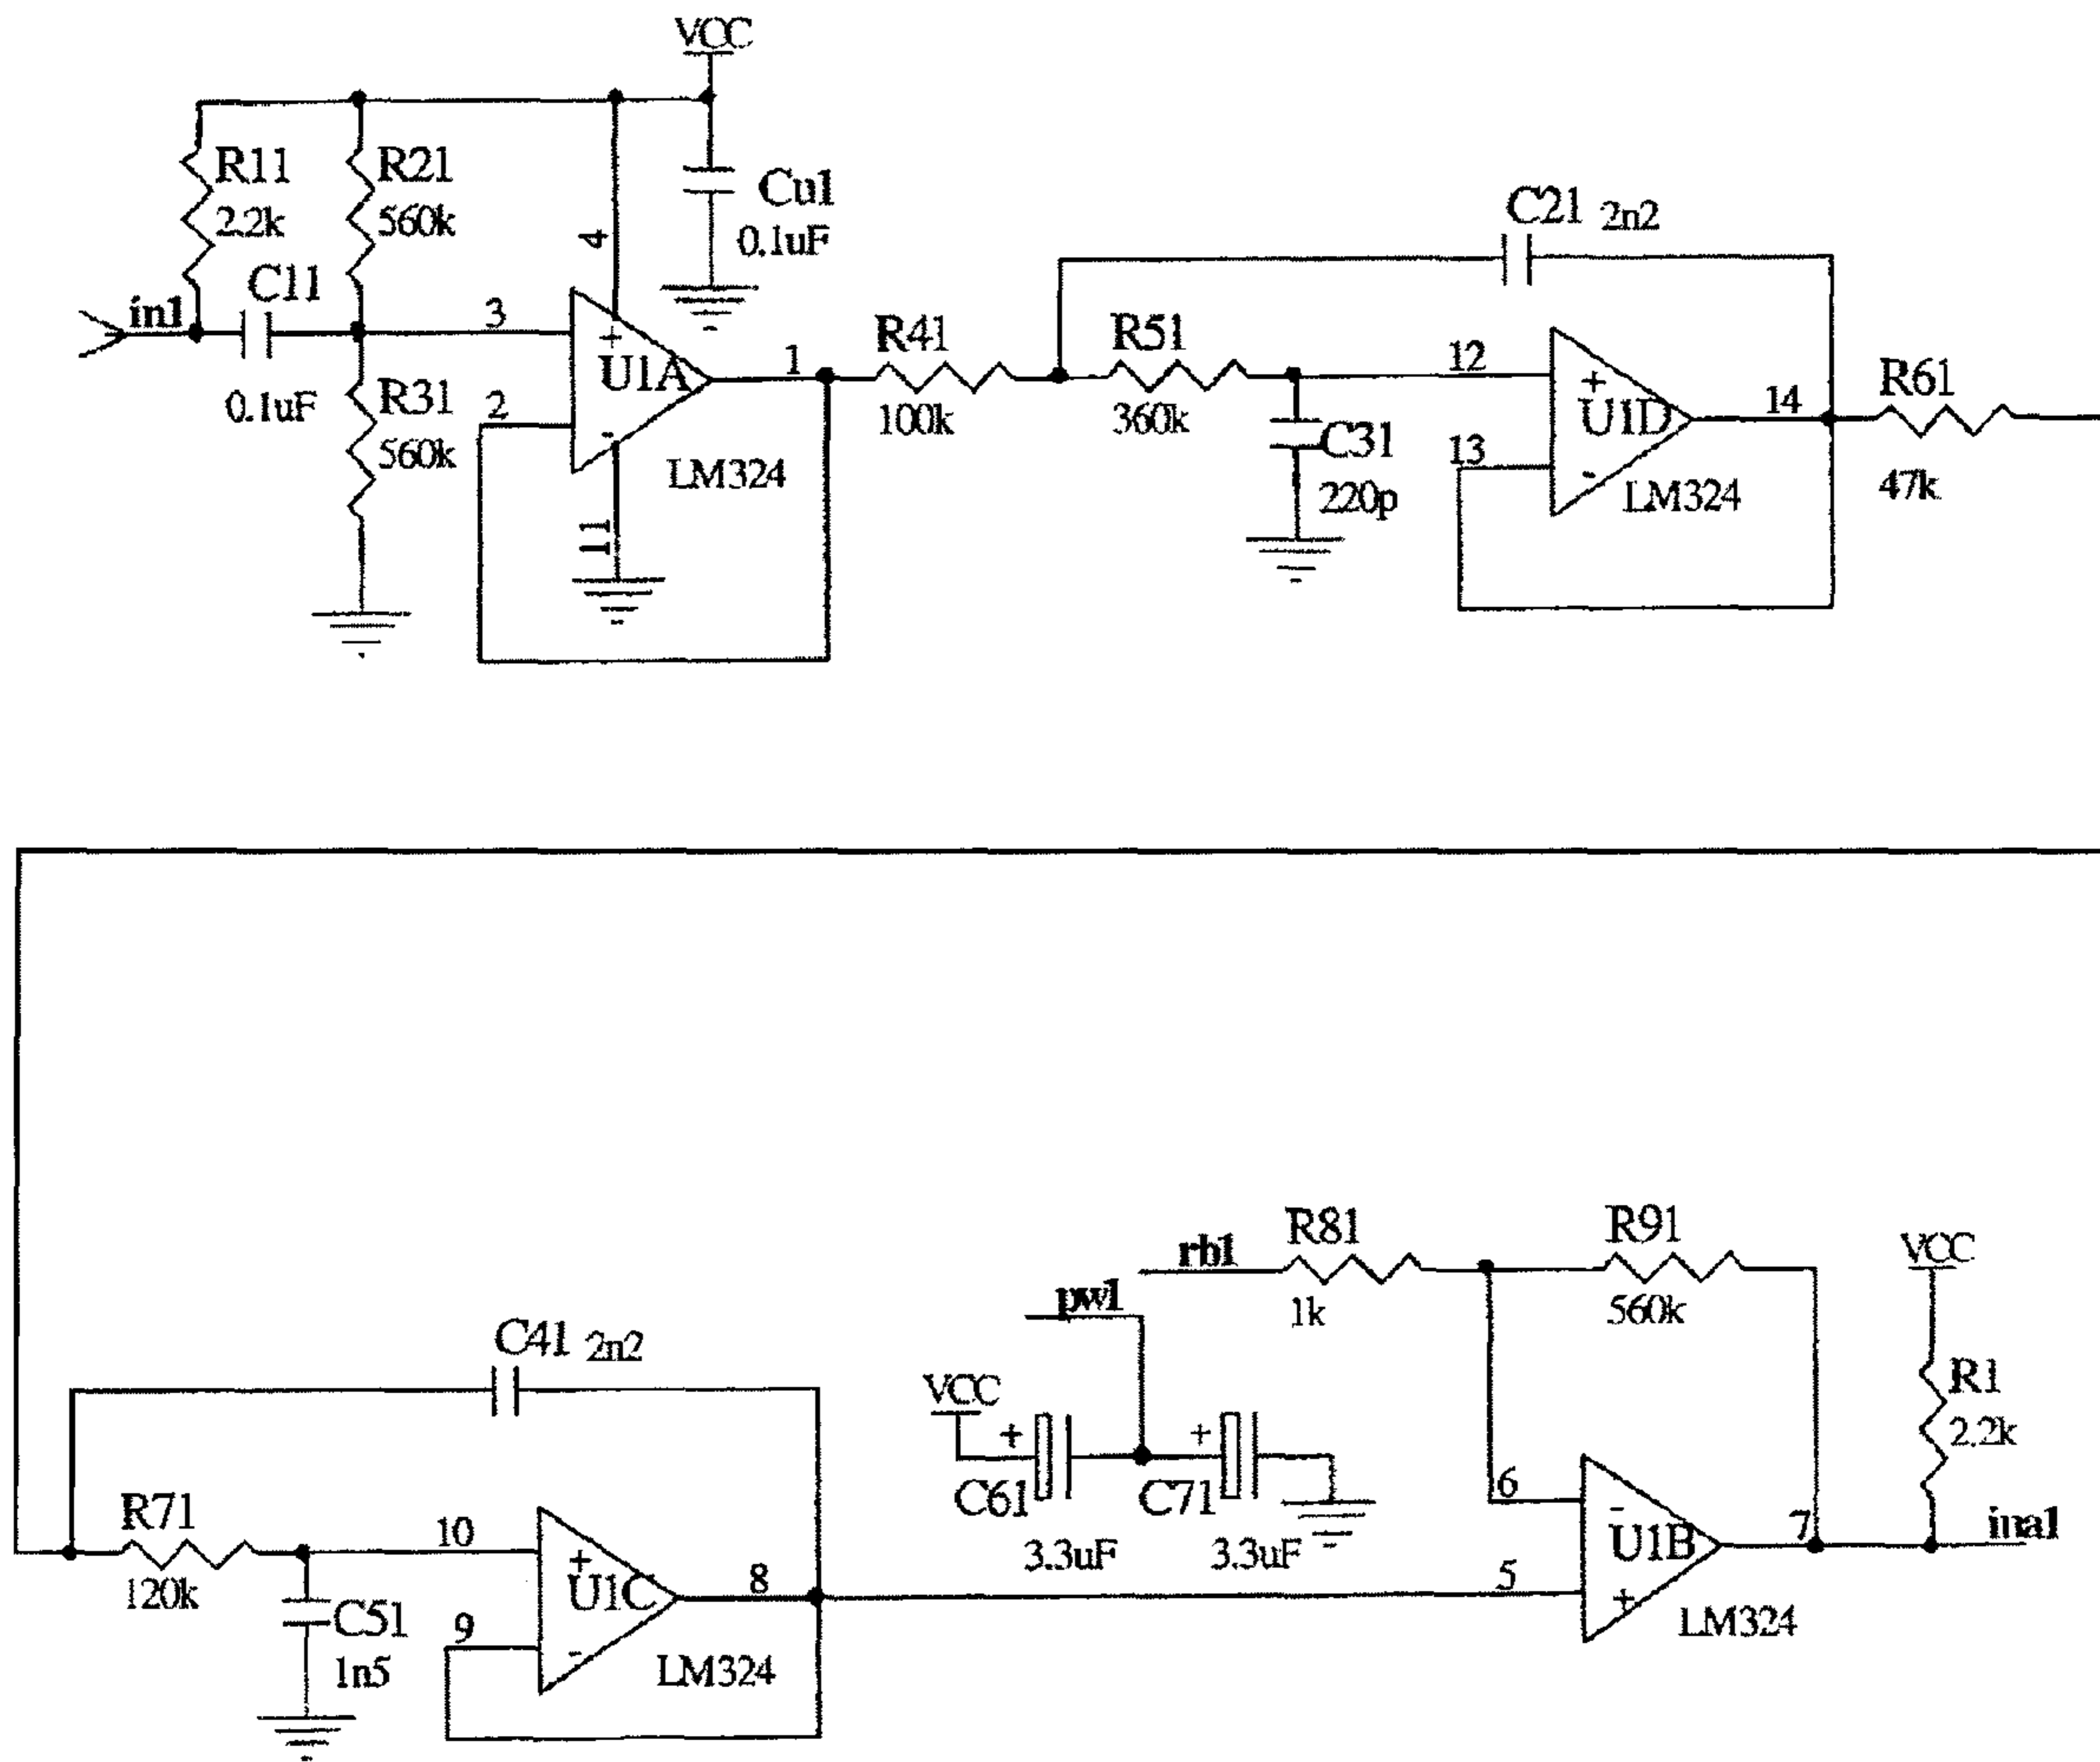 VCC
R11
2.2k
R21
560k
Cu1
0.1uF
4
in1
C11
0.1uF
3
+
U1A
-
2
1
LM324
11
R31
560k
R41
100k
R51
360k
C21 2n2
12
+
U1D
-
13
14
LM324
C31
220p
R61
47k
C41 2n2
R71
120k
10
+
U1C
-
9
8
LM324
C51
1n5
rb1
R81
1k
R91
560k
pw1
VCC
+
C61
3.3uF
+
C71
3.3uF
6
-
U1B
+
5
7
LM324
VCC
R1
2.2k
ina1